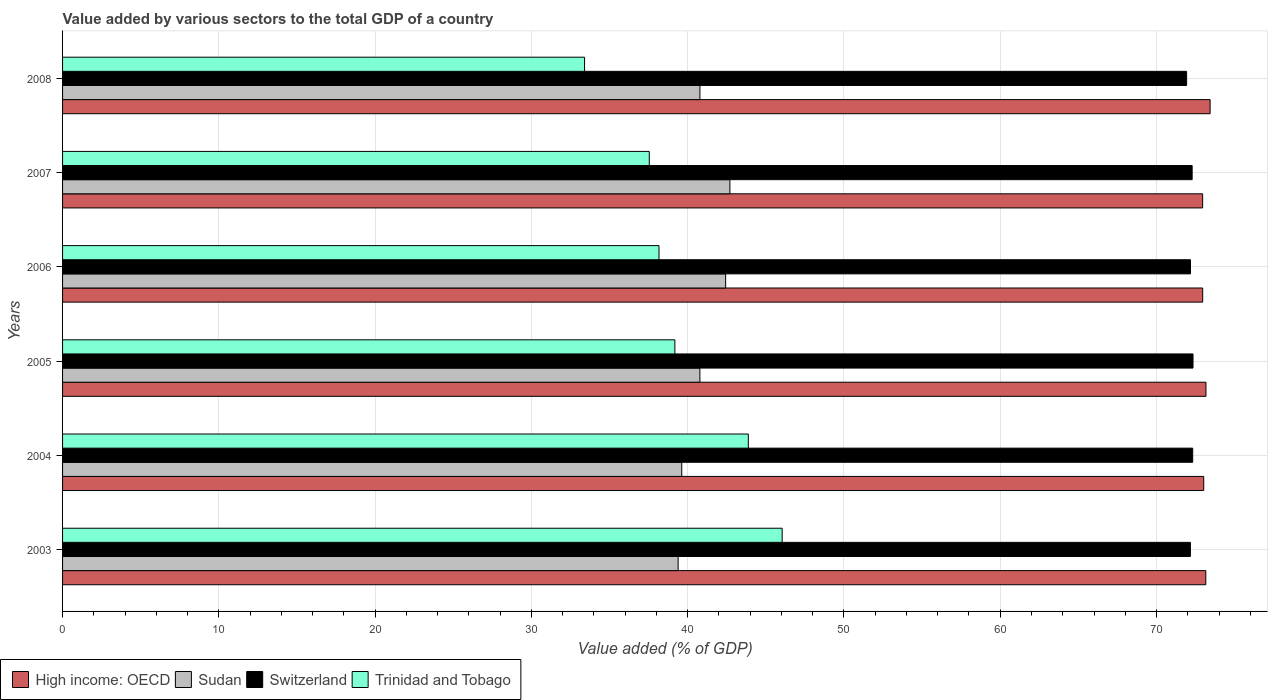 Value added by various sectors to the total GDP of a country
2008
2007
2006
2005
2004
2003
Years
0
10
20
30
40
50
60
70
Value added (% of GDP)
High income: OECD
Sudan
Switzerland
Trinidad and Tobago